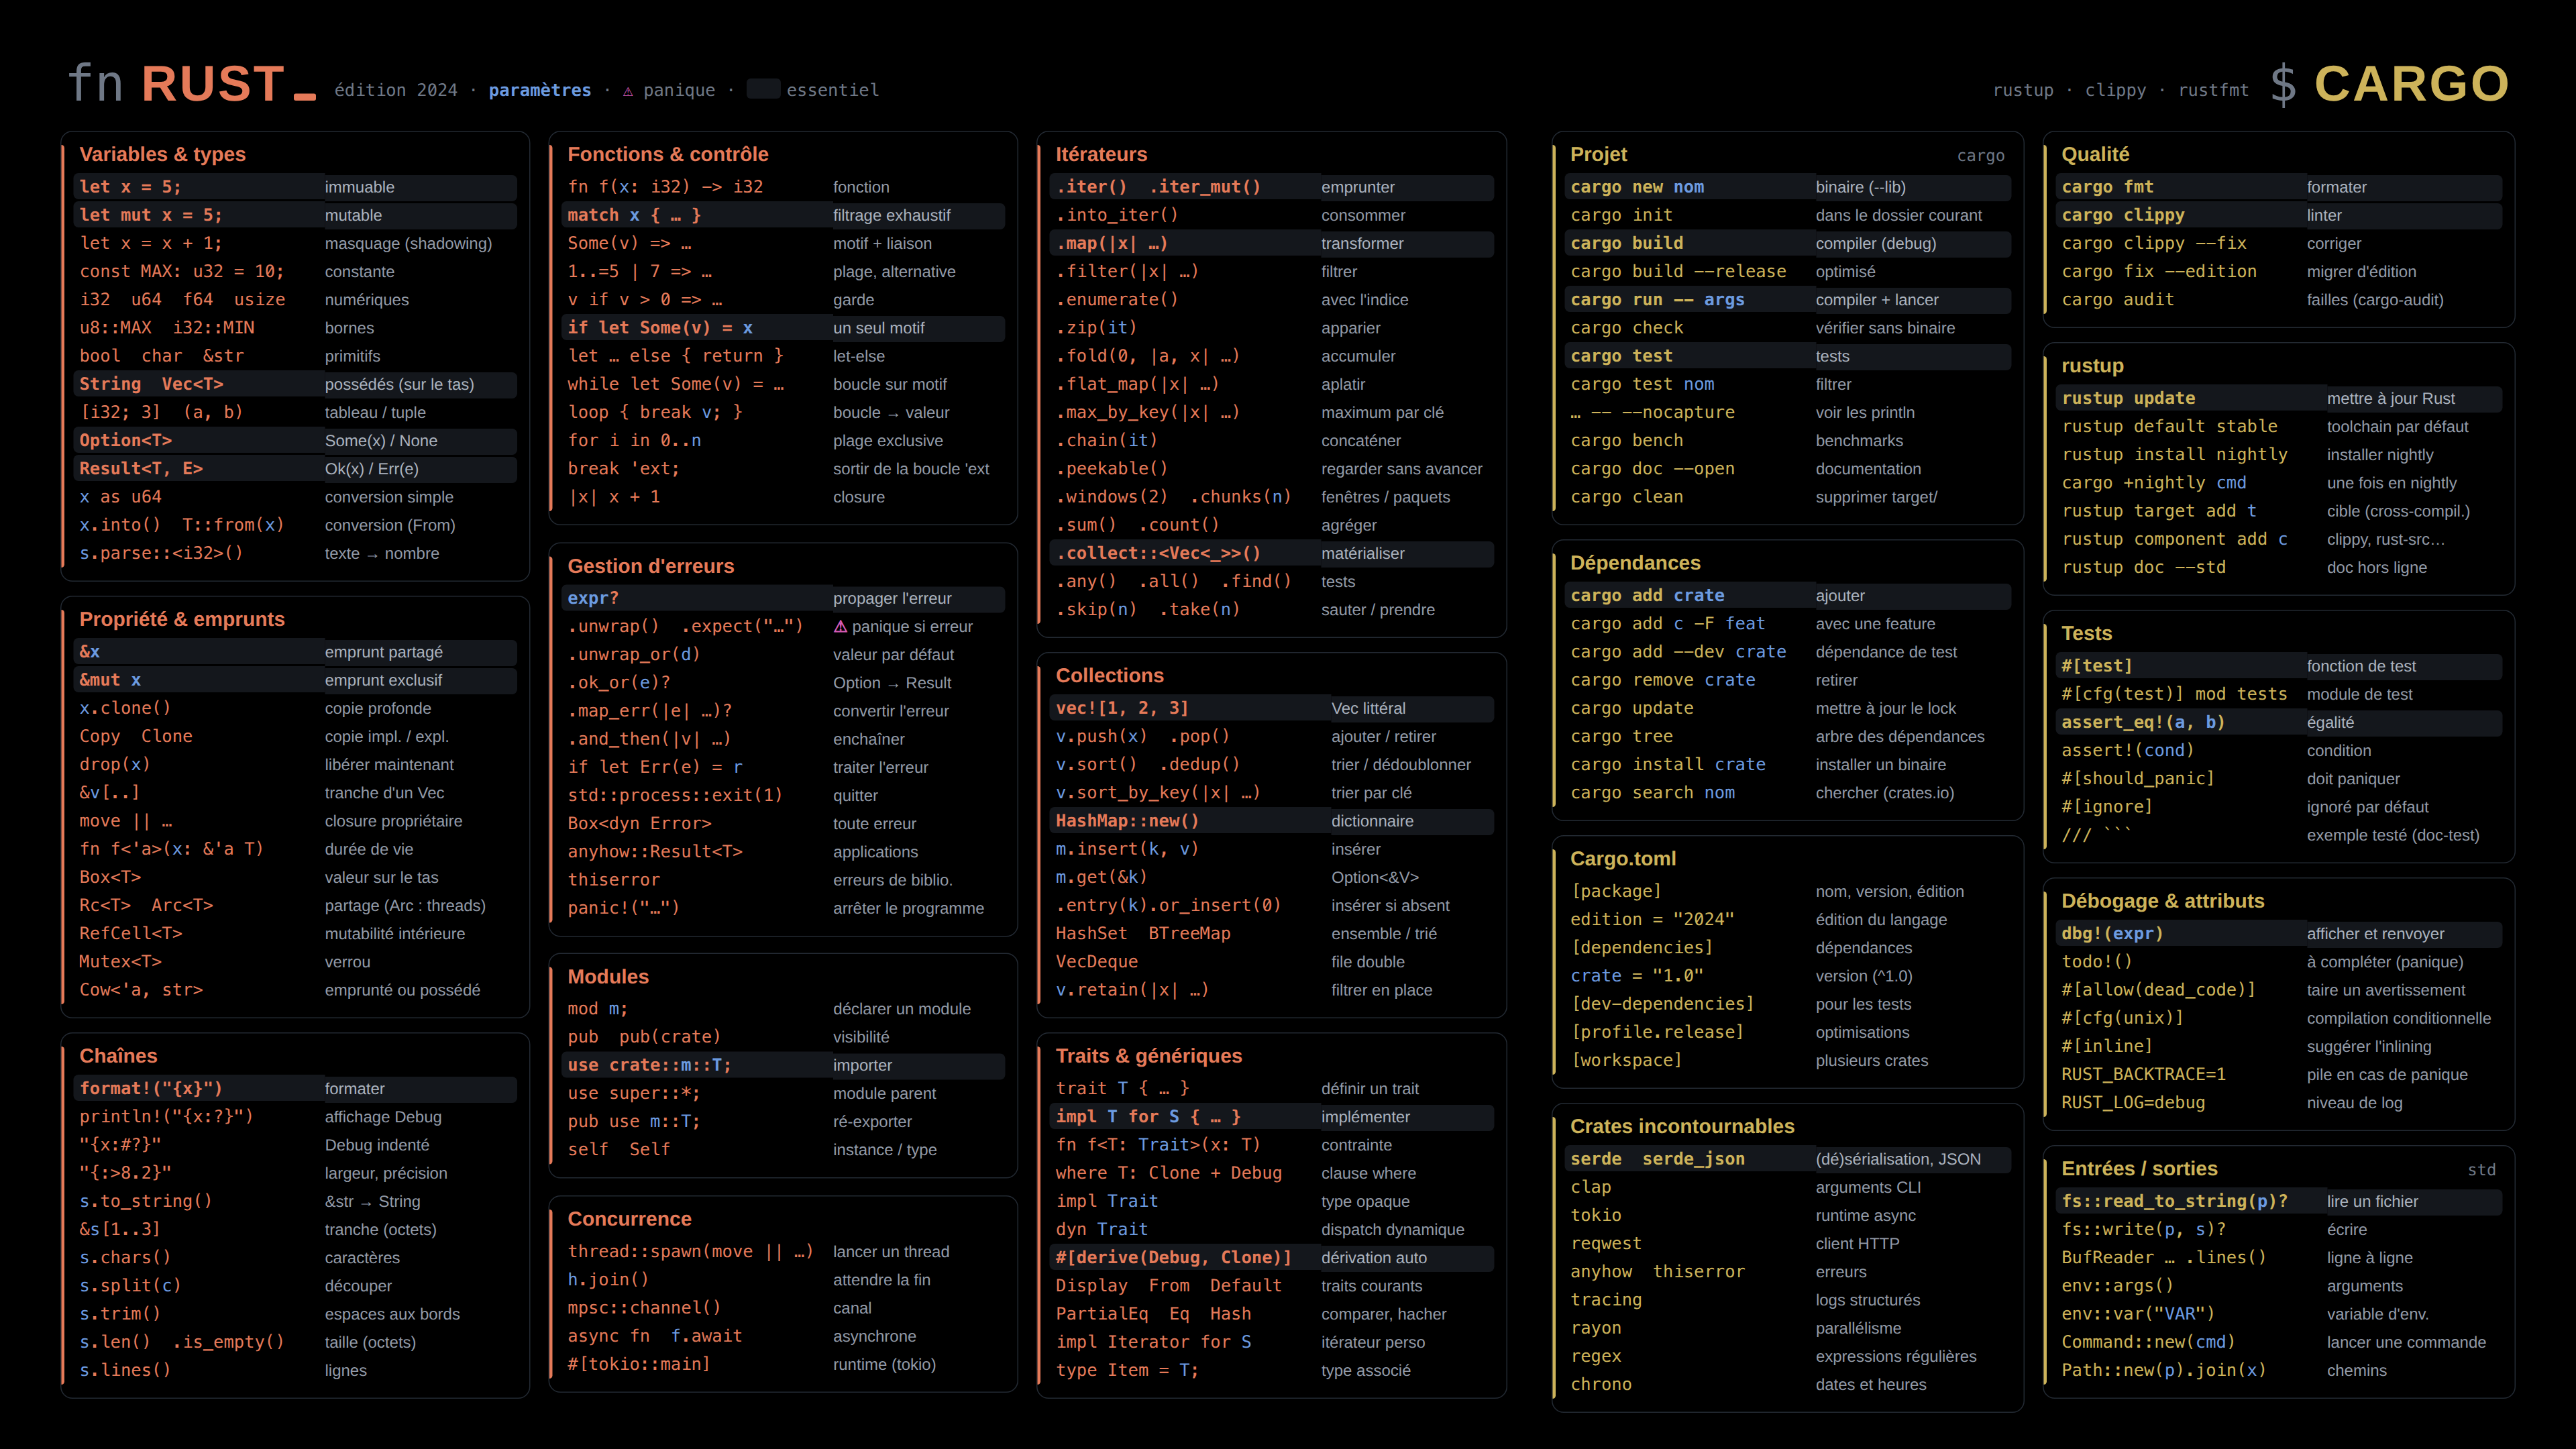 fn RUST_ édition 2024 · paramètres · ⚠ panique · essentiel
rustup · clippy · rustfmt $ CARGO
Variables & types
let x = 5; immuable
let mut x = 5; mutable
let x = x + 1; masquage (shadowing)
const MAX: u32 = 10; constante
i32 u64 f64 usize numériques
u8::MAX i32::MIN bornes
bool char &str primitifs
String Vec<T> possédés (sur le tas)
[i32; 3] (a, b) tableau / tuple
Option<T> Some(x) / None
Result<T, E> Ok(x) / Err(e)
x as u64 conversion simple
x.into() T::from(x) conversion (From)
s.parse::<i32>() texte → nombre
Propriété & emprunts
&x emprunt partagé
&mut x emprunt exclusif
x.clone() copie profonde
Copy Clone copie impl. / expl.
drop(x) libérer maintenant
&v[..] tranche d'un Vec
move || … closure propriétaire
fn f<'a>(x: &'a T) durée de vie
Box<T> valeur sur le tas
Rc<T> Arc<T> partage (Arc : threads)
RefCell<T> mutabilité intérieure
Mutex<T> verrou
Cow<'a, str> emprunté ou possédé
Chaînes
format!("{x}") formater
println!("{x:?}") affichage Debug
"{x:#?}" Debug indenté
"{:>8.2}" largeur, précision
s.to_string() &str → String
&s[1..3] tranche (octets)
s.chars() caractères
s.split(c) découper
s.trim() espaces aux bords
s.len() .is_empty() taille (octets)
s.lines() lignes
Fonctions & contrôle
fn f(x: i32) -> i32 fonction
match x { … } filtrage exhaustif
Some(v) => … motif + liaison
1..=5 | 7 => … plage, alternative
v if v > 0 => … garde
if let Some(v) = x un seul motif
let … else { return } let-else
while let Some(v) = … boucle sur motif
loop { break v; } boucle → valeur
for i in 0..n plage exclusive
break 'ext; sortir de la boucle 'ext
|x| x + 1 closure
Gestion d'erreurs
expr? propager l'erreur
.unwrap() .expect("…") ⚠ panique si erreur
.unwrap_or(d) valeur par défaut
.ok_or(e)? Option → Result
.map_err(|e| …)? convertir l'erreur
.and_then(|v| …) enchaîner
if let Err(e) = r traiter l'erreur
std::process::exit(1) quitter
Box<dyn Error> toute erreur
anyhow::Result<T> applications
thiserror erreurs de biblio.
panic!("…") arrêter le programme
Modules
mod m; déclarer un module
pub pub(crate) visibilité
use crate::m::T; importer
use super::*; module parent
pub use m::T; ré-exporter
self Self instance / type
Concurrence
thread::spawn(move || …) lancer un thread
h.join() attendre la fin
mpsc::channel() canal
async fn f.await asynchrone
#[tokio::main] runtime (tokio)
Itérateurs
.iter() .iter_mut() emprunter
.into_iter() consommer
.map(|x| …) transformer
.filter(|x| …) filtrer
.enumerate() avec l'indice
.zip(it) apparier
.fold(0, |a, x| …) accumuler
.flat_map(|x| …) aplatir
.max_by_key(|x| …) maximum par clé
.chain(it) concaténer
.peekable() regarder sans avancer
.windows(2) .chunks(n) fenêtres / paquets
.sum() .count() agréger
.collect::<Vec<_>>() matérialiser
.any() .all() .find() tests
.skip(n) .take(n) sauter / prendre
Collections
vec![1, 2, 3] Vec littéral
v.push(x) .pop() ajouter / retirer
v.sort() .dedup() trier / dédoublonner
v.sort_by_key(|x| …) trier par clé
HashMap::new() dictionnaire
m.insert(k, v) insérer
m.get(&k) Option<&V>
.entry(k).or_insert(0) insérer si absent
HashSet BTreeMap ensemble / trié
VecDeque file double
v.retain(|x| …) filtrer en place
Traits & génériques
trait T { … } définir un trait
impl T for S { … } implémenter
fn f<T: Trait>(x: T) contrainte
where T: Clone + Debug clause where
impl Trait type opaque
dyn Trait dispatch dynamique
#[derive(Debug, Clone)] dérivation auto
Display From Default traits courants
PartialEq Eq Hash comparer, hacher
impl Iterator for S itérateur perso
type Item = T; type associé
Projet cargo
cargo new nom binaire (--lib)
cargo init dans le dossier courant
cargo build compiler (debug)
cargo build --release optimisé
cargo run -- args compiler + lancer
cargo check vérifier sans binaire
cargo test tests
cargo test nom filtrer
… -- --nocapture voir les println
cargo bench benchmarks
cargo doc --open documentation
cargo clean supprimer target/
Dépendances
cargo add crate ajouter
cargo add c -F feat avec une feature
cargo add --dev crate dépendance de test
cargo remove crate retirer
cargo update mettre à jour le lock
cargo tree arbre des dépendances
cargo install crate installer un binaire
cargo search nom chercher (crates.io)
Cargo.toml
[package] nom, version, édition
edition = "2024" édition du langage
[dependencies] dépendances
crate = "1.0" version (^1.0)
[dev-dependencies] pour les tests
[profile.release] optimisations
[workspace] plusieurs crates
Crates incontournables
serde serde_json (dé)sérialisation, JSON
clap arguments CLI
tokio runtime async
reqwest client HTTP
anyhow thiserror erreurs
tracing logs structurés
rayon parallélisme
regex expressions régulières
chrono dates et heures
Qualité
cargo fmt formater
cargo clippy linter
cargo clippy --fix corriger
cargo fix --edition migrer d'édition
cargo audit failles (cargo-audit)
rustup
rustup update mettre à jour Rust
rustup default stable toolchain par défaut
rustup install nightly installer nightly
cargo +nightly cmd une fois en nightly
rustup target add t cible (cross-compil.)
rustup component add c clippy, rust-src…
rustup doc --std doc hors ligne
Tests
#[test] fonction de test
#[cfg(test)] mod tests module de test
assert_eq!(a, b) égalité
assert!(cond) condition
#[should_panic] doit paniquer
#[ignore] ignoré par défaut
/// ``` exemple testé (doc-test)
Débogage & attributs
dbg!(expr) afficher et renvoyer
todo!() à compléter (panique)
#[allow(dead_code)] taire un avertissement
#[cfg(unix)] compilation conditionnelle
#[inline] suggérer l'inlining
RUST_BACKTRACE=1 pile en cas de panique
RUST_LOG=debug niveau de log
Entrées / sorties std
fs::read_to_string(p)? lire un fichier
fs::write(p, s)? écrire
BufReader … .lines() ligne à ligne
env::args() arguments
env::var("VAR") variable d'env.
Command::new(cmd) lancer une commande
Path::new(p).join(x) chemins